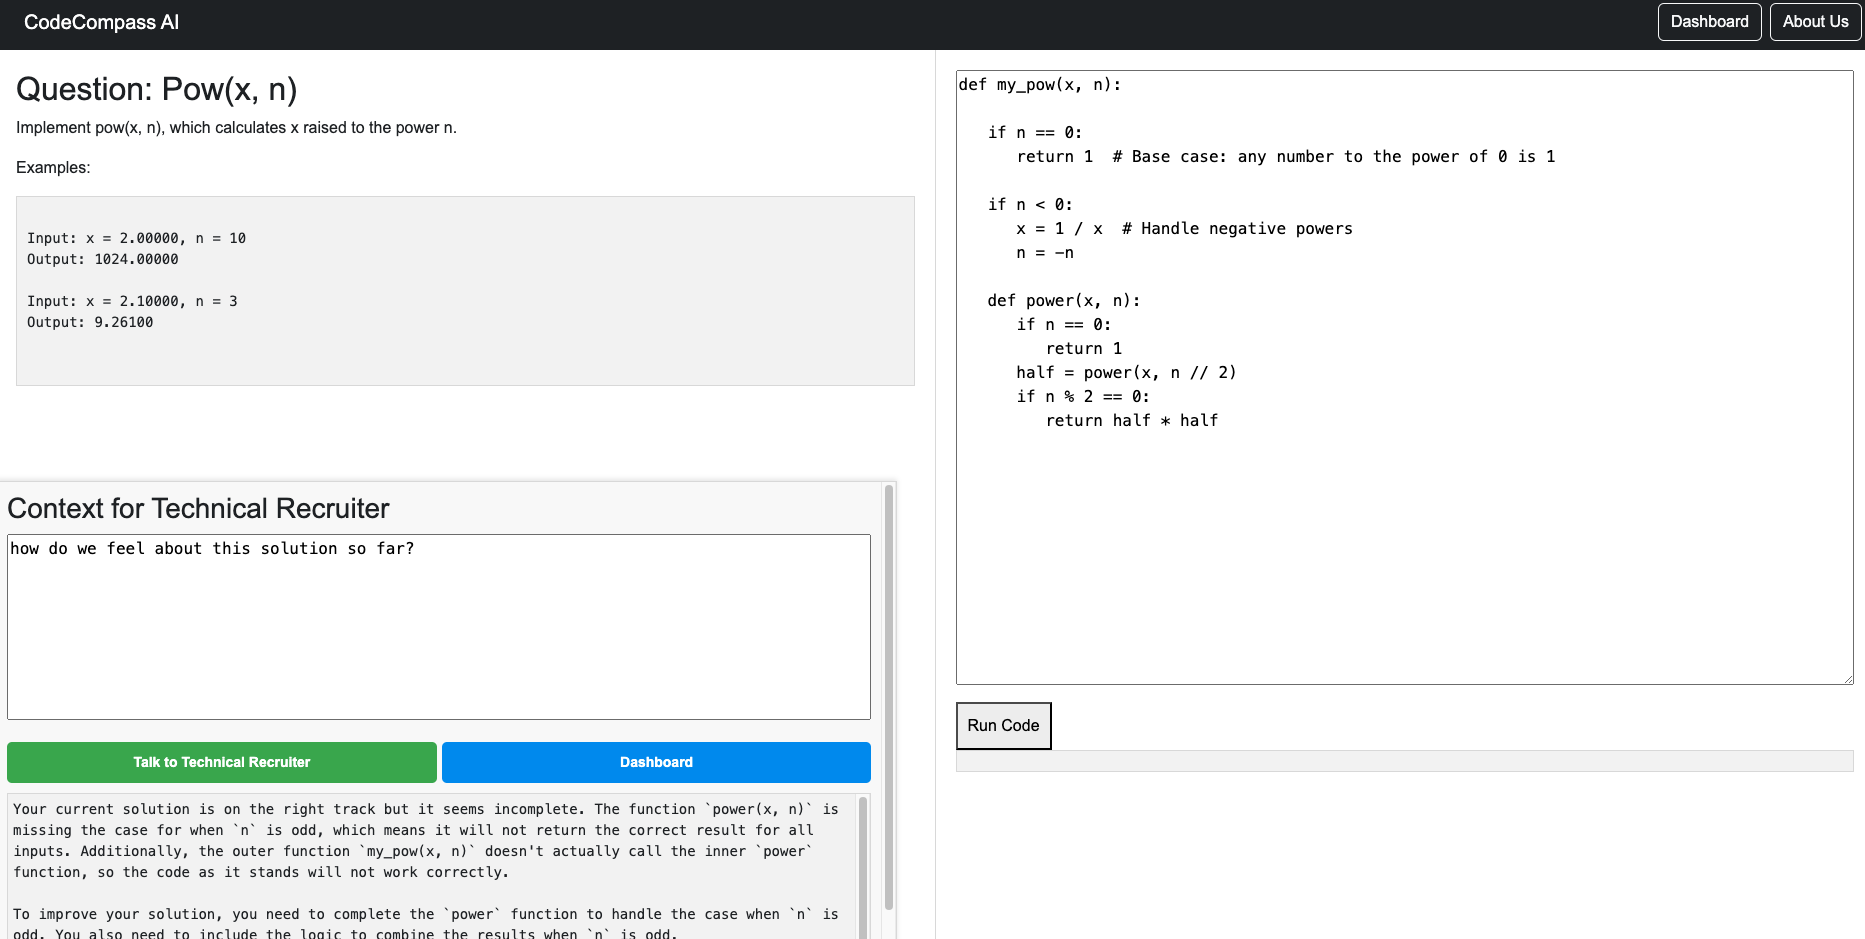 CodeCompass AI
Dashboard
About Us
Question: Pow(x, n)
Implement pow(x, n), which calculates x raised to the power n.
Examples:
Input: x = 2.00000, n = 10
Output: 1024.00000
Input: x = 2.10000, n = 3
Output: 9.26100
Context for Technical Recruiter
how do we feel about this solution so far?
Talk to Technical Recruiter
Dashboard
Your current solution is on the right track but it seems incomplete. The function `power(x, n)` is
missing the case for when `n` is odd, which means it will not return the correct result for all
inputs. Additionally, the outer function `my_pow(x, n)` doesn't actually call the inner `power`
function, so the code as it stands will not work correctly.
To improve your solution, you need to complete the `power` function to handle the case when `n` is
odd. You also need to include the logic to combine the results when `n` is odd.
def my_pow(x, n):
if n == 0:
return 1  # Base case: any number to the power of 0 is 1
if n < 0:
x = 1 / x  # Handle negative powers
n = -n
def power(x, n):
if n == 0:
return 1
half = power(x, n // 2)
if n % 2 == 0:
return half * half
Run Code